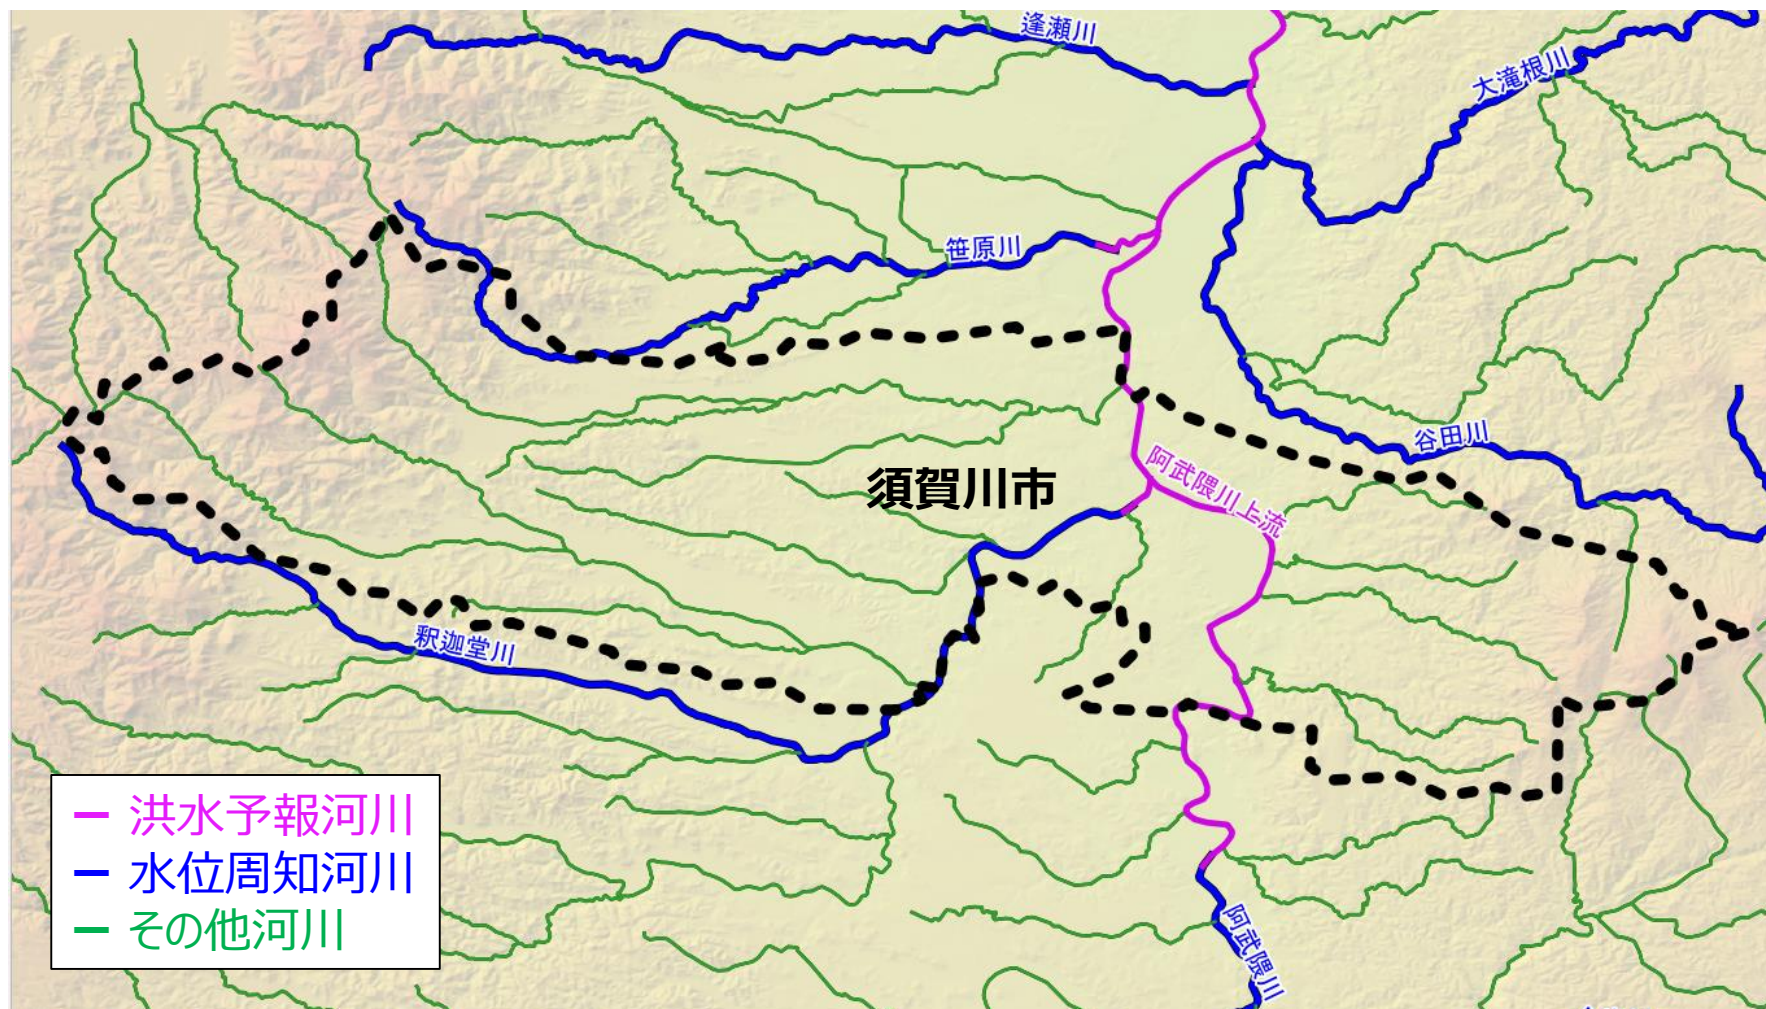 逢瀬川
大滝根川
笹原川
谷田川
阿武隈川上流
須賀川市
釈迦堂川
洪水予報河川
水位周知河川
その他河川
阿武隈川